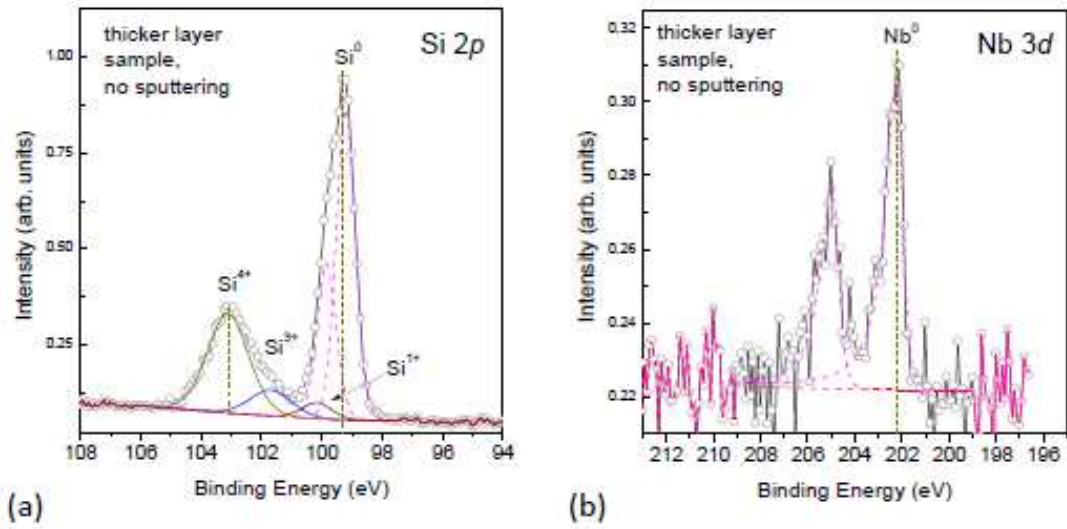 thicker layer
sample,
no sputtering
Si 2p
Si0
Si4+
Si3+
Si1+
1.00
0.75
0.50
0.25
Intensity (arb. units)
108 106 104 102 100 98 96 94
Binding Energy (eV)
(a)
thicker layer
sample,
no sputtering
Nb0
Nb 3d
0.32
0.30
0.28
0.26
0.24
0.22
Intensity (arb. units)
212 210 208 206 204 202 200 198 196
Binding Energy (eV)
(b)